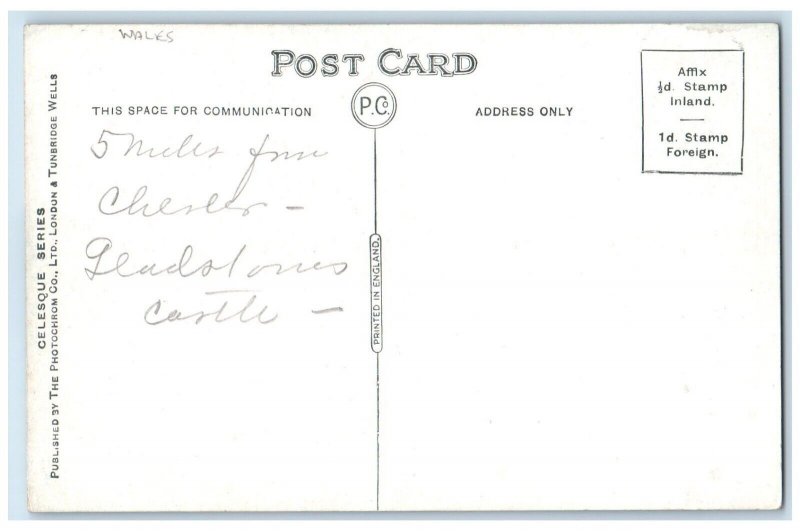 WALES
POST CARD
P.Co.
THIS SPACE FOR COMMUNICATION
ADDRESS ONLY
Affix
½d. Stamp
Inland.
1d. Stamp
Foreign.
5 miles from
Chester -
Gladstones
castle -
PRINTED IN ENGLAND.
CELESQUE SERIES
PUBLISHED BY THE PHOTOCHROM CO., LTD., LONDON & TUNBRIDGE WELLS